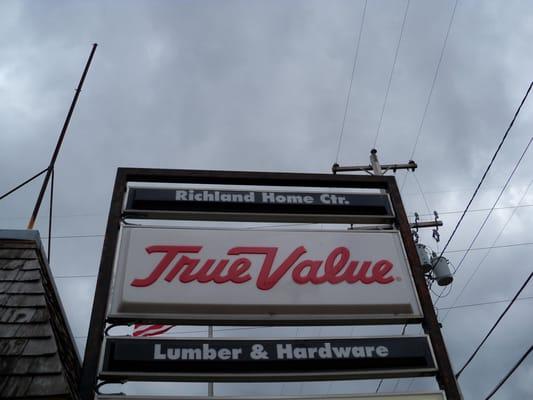 Richland Home Ctr.
True Value®
Lumber & Hardware